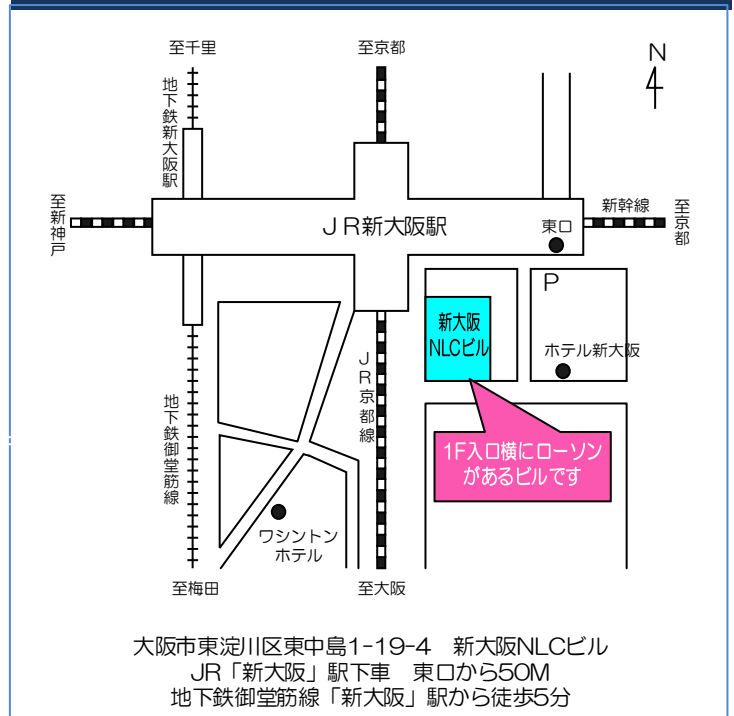 至千里
至京都
N
地下鉄新大阪駅
至新神戸
JR新大阪駅
新幹線
東口
至京都
P
新大阪
NLCビル
ホテル新大阪
JR京都線
地下鉄御堂筋線
1F入口横にローソン
があるビルです
ワシントン
ホテル
至梅田
至大阪
大阪市東淀川区東中島1-19-4　新大阪NLCビル
JR「新大阪」駅下車　東口から50M
地下鉄御堂筋線「新大阪」駅から徒歩5分